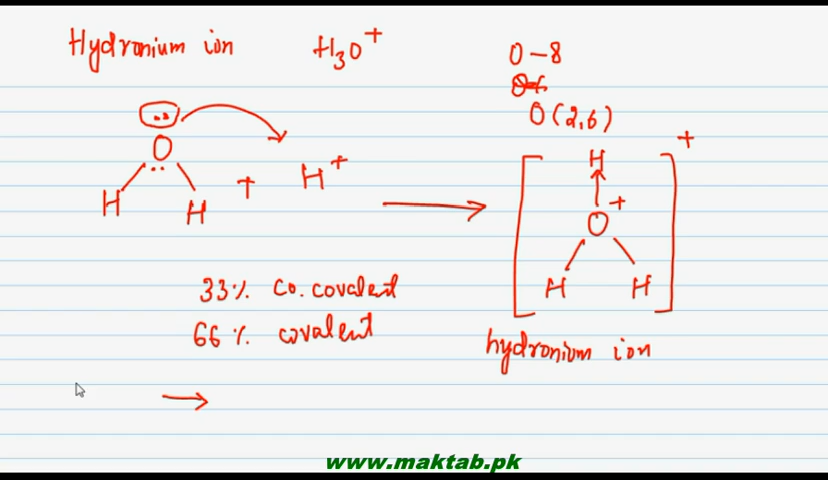 Hydronium ion H3O+
O - 8
O(2,6)
+
H
O
H H + H+
H
O+
H H
33% Co. covalent
66% covalent
hydronium ion
www.maktab.pk